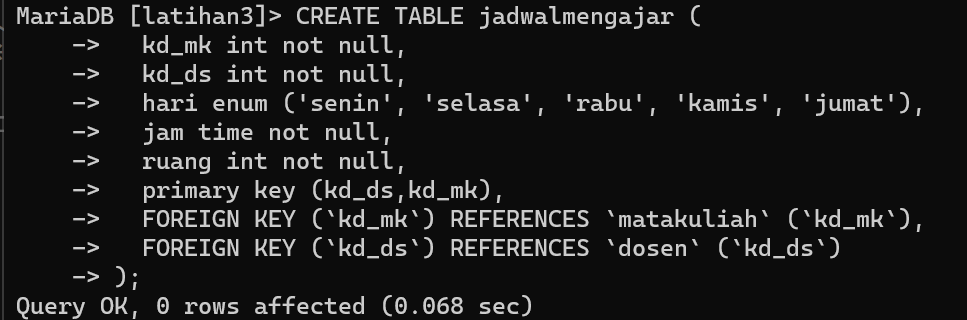 MariaDB [latihan3]> CREATE TABLE jadwalmengajar (
    ->   kd_mk int not null,
    ->   kd_ds int not null,
    ->   hari enum ('senin', 'selasa', 'rabu', 'kamis', 'jumat'),
    ->   jam time not null,
    ->   ruang int not null,
    ->   primary key (kd_ds,kd_mk),
    ->   FOREIGN KEY (`kd_mk`) REFERENCES `matakuliah` (`kd_mk`),
    ->   FOREIGN KEY (`kd_ds`) REFERENCES `dosen` (`kd_ds`)
    -> );
Query OK, 0 rows affected (0.068 sec)